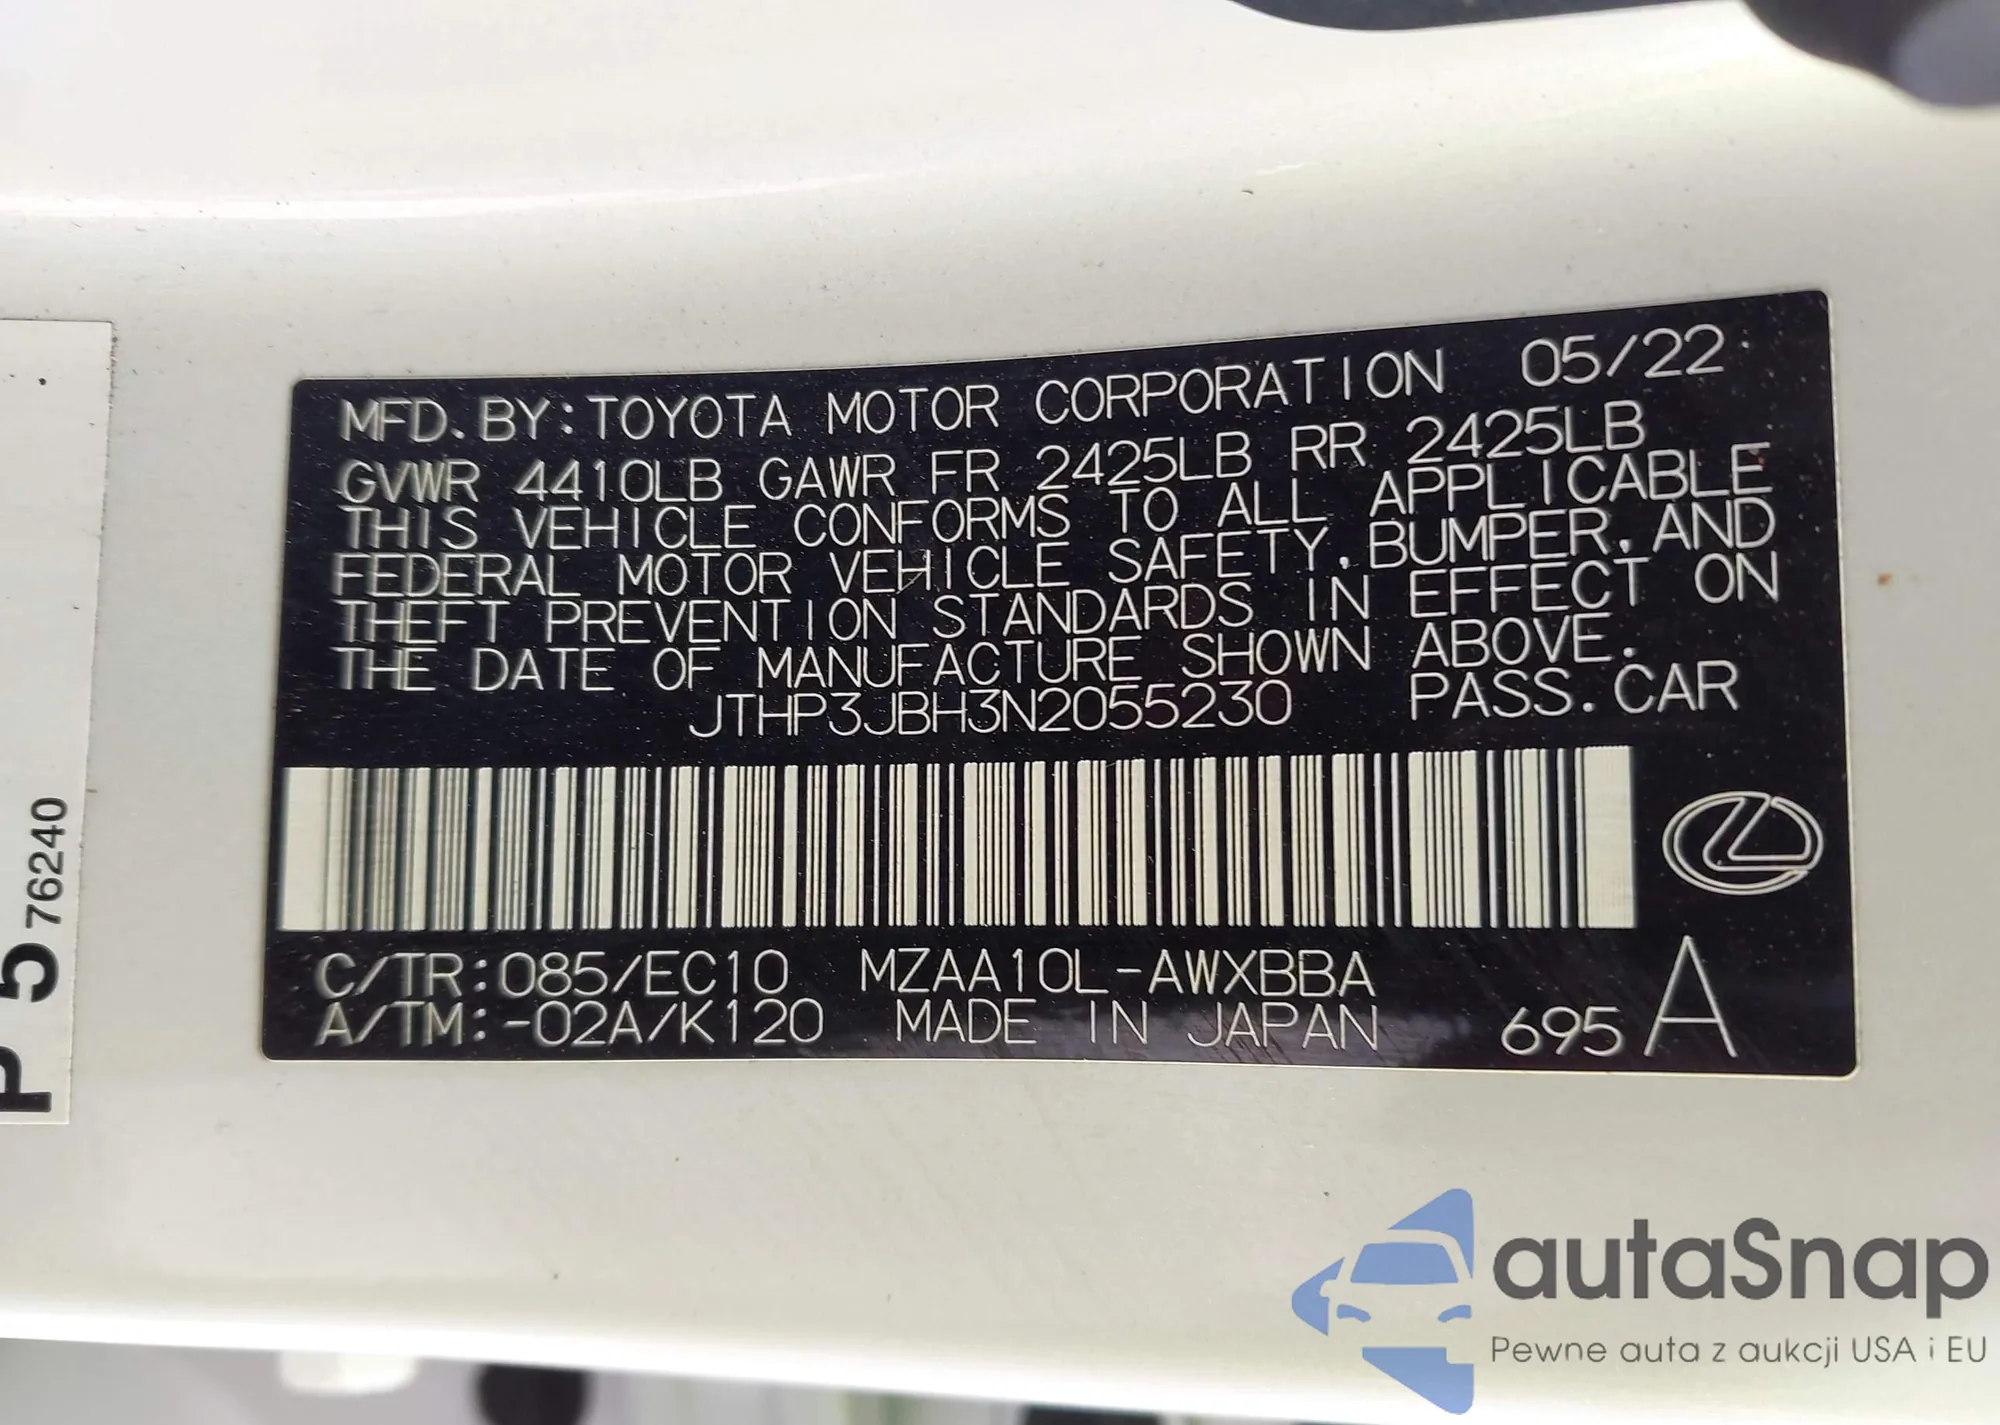 MFD. BY: TOYOTA MOTOR CORPORATION 05/22
GVWR 4410LB GAWR FR 2425LB RR 2425LB
THIS VEHICLE CONFORMS TO ALL APPLICABLE
FEDERAL MOTOR VEHICLE SAFETY, BUMPER, AND
THEFT PREVENTION STANDARDS IN EFFECT ON
THE DATE OF MANUFACTURE SHOWN ABOVE.
JTHP3JBH3N2055230 PASS. CAR
C/TR: 085/EC10 MZAA10L-AWXBBA
A/TM: -02A/K120 MADE IN JAPAN 695 A
P 5 76240
autaSnap
Pewne auta z aukcji USA i EU